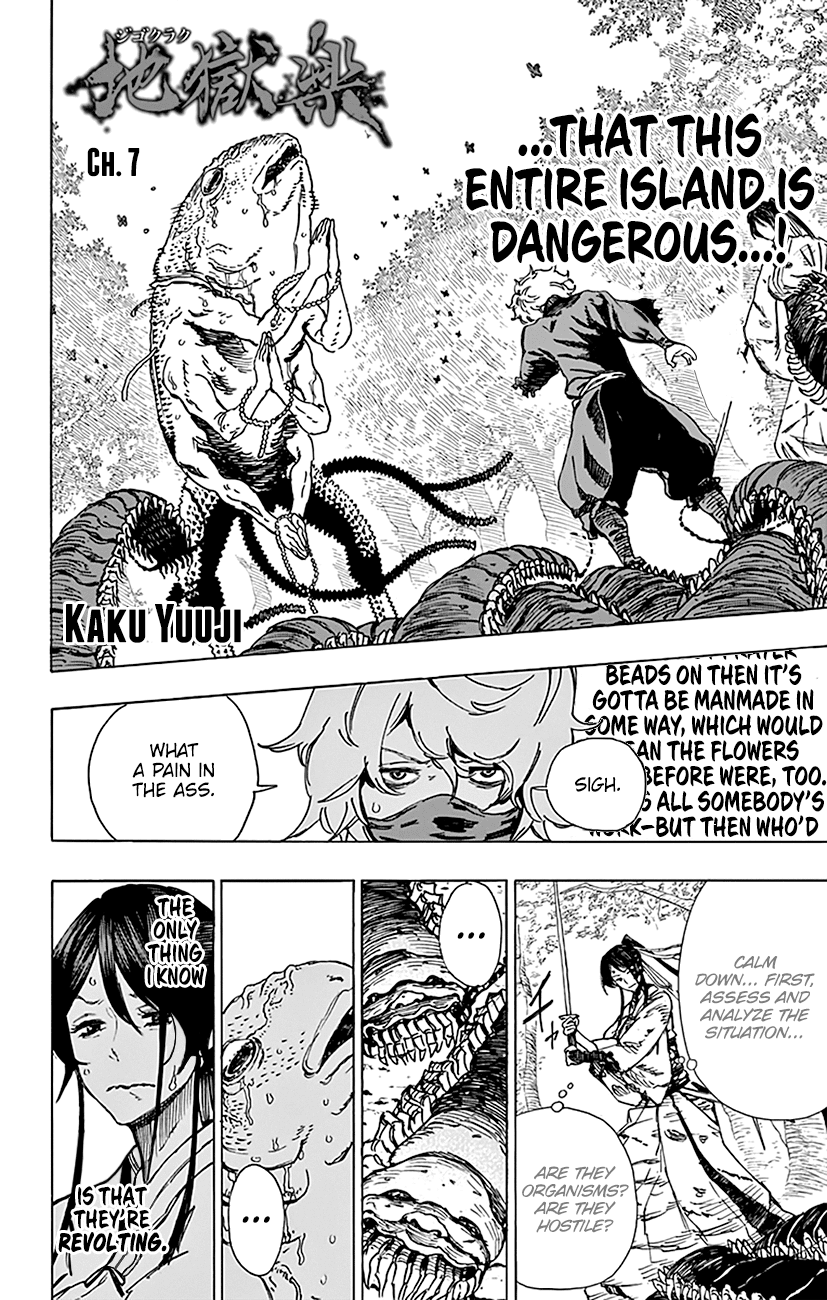 ジゴクラク
地獄楽
CH. 7
...THAT THIS
ENTIRE ISLAND IS
DANGEROUS...!
KAKU YUUJI
BEADS ON THEN IT'S
GOTTA BE MANMADE IN
SOME WAY, WHICH WOULD
THE FLOWERS
BEFORE WERE, TOO.
ALL SOMEBODY'S
WORK-BUT THEN WHO'D
SIGH.
WHAT
A PAIN IN
THE ASS.
CALM
DOWN... FIRST,
ASSESS AND
ANALYZE THE
SITUATION...
イヤ
ARE THEY
ORGANISMS?
ARE THEY
HOSTILE?
...
...
THE
ONLY
THING
I KNOW
IS THAT
THEY'RE
REVOLTING.